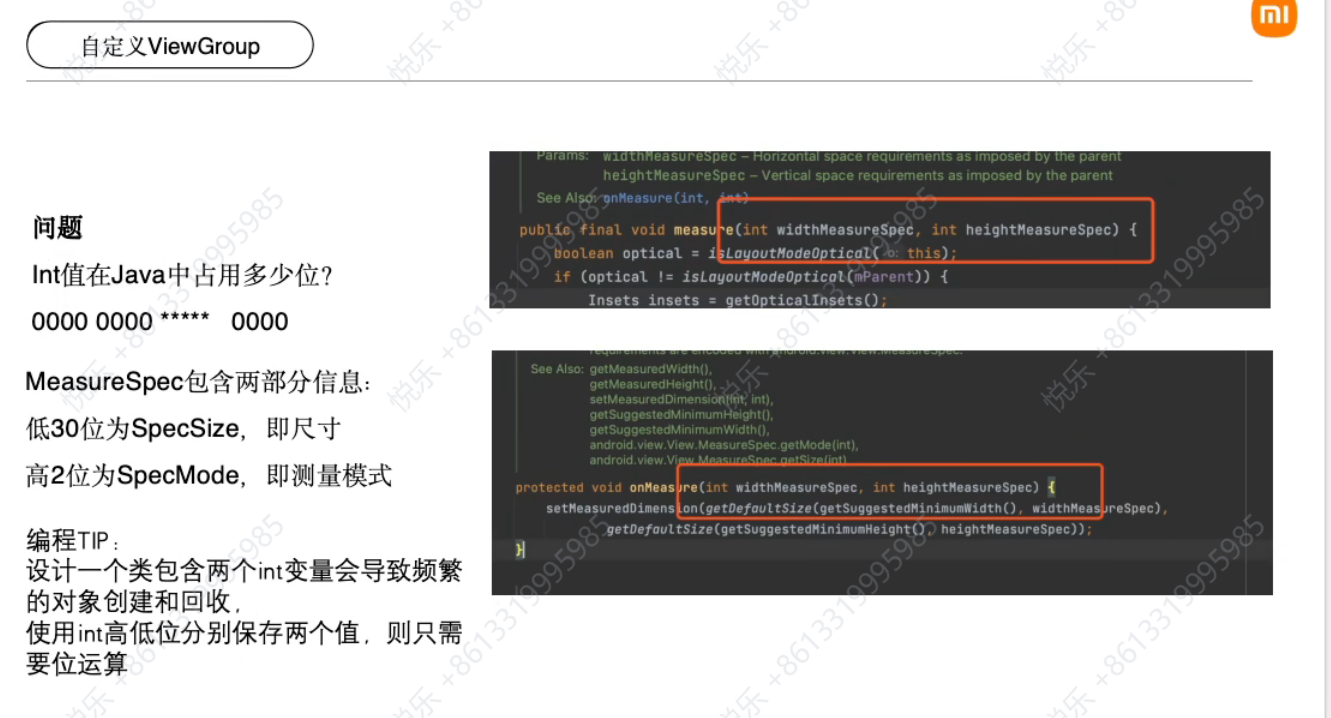 自定义ViewGroup
mi
问题
Int值在Java中占用多少位？
0000 0000 ***** 0000
MeasureSpec包含两部分信息：
低30位为SpecSize，即尺寸
高2位为SpecMode，即测量模式
编程TIP：
设计一个类包含两个int变量会导致频繁
的对象创建和回收，
使用int高低位分别保存两个值，则只需
要位运算
Params: widthMeasureSpec – Horizontal space requirements as imposed by the parent
heightMeasureSpec – Vertical space requirements as imposed by the parent
See Also: onMeasure(int, int)
public final void measure(int widthMeasureSpec, int heightMeasureSpec) {
boolean optical = isLayoutModeOptical( o: this);
if (optical != isLayoutModeOptical(mParent)) {
Insets insets = getOpticalInsets();
requirements are encoded with android.view.View.MeasureSpec.
See Also: getMeasuredWidth(),
getMeasuredHeight(),
setMeasuredDimension(int, int),
getSuggestedMinimumHeight(),
getSuggestedMinimumWidth(),
android.view.View.MeasureSpec.getMode(int),
android.view.View.MeasureSpec.getSize(int)
protected void onMeasure(int widthMeasureSpec, int heightMeasureSpec) {
setMeasuredDimension(getDefaultSize(getSuggestedMinimumWidth(), widthMeasureSpec),
getDefaultSize(getSuggestedMinimumHeight(), heightMeasureSpec));
}
悦乐 +8613319995985